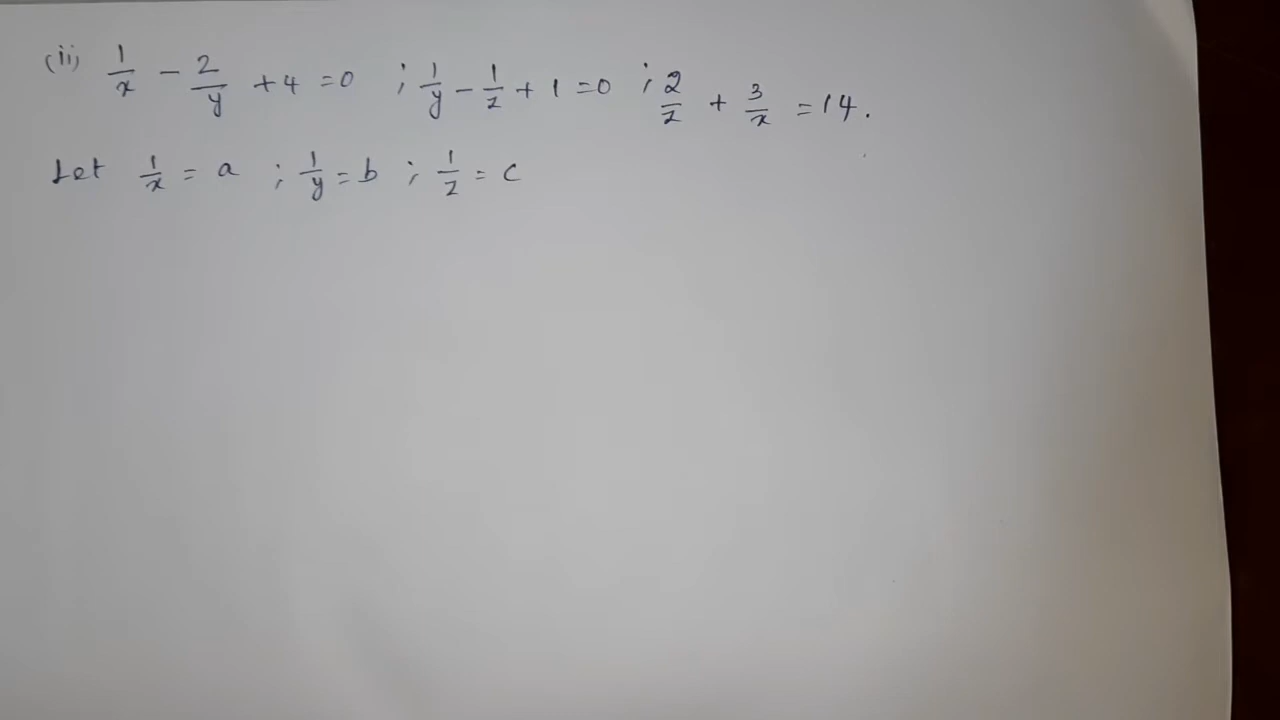 (ii) 1/x - 2/y + 4 = 0 ; 1/y - 1/z + 1 = 0 ; 2/z + 3/x = 14.
Let 1/x = a ; 1/y = b ; 1/z = c